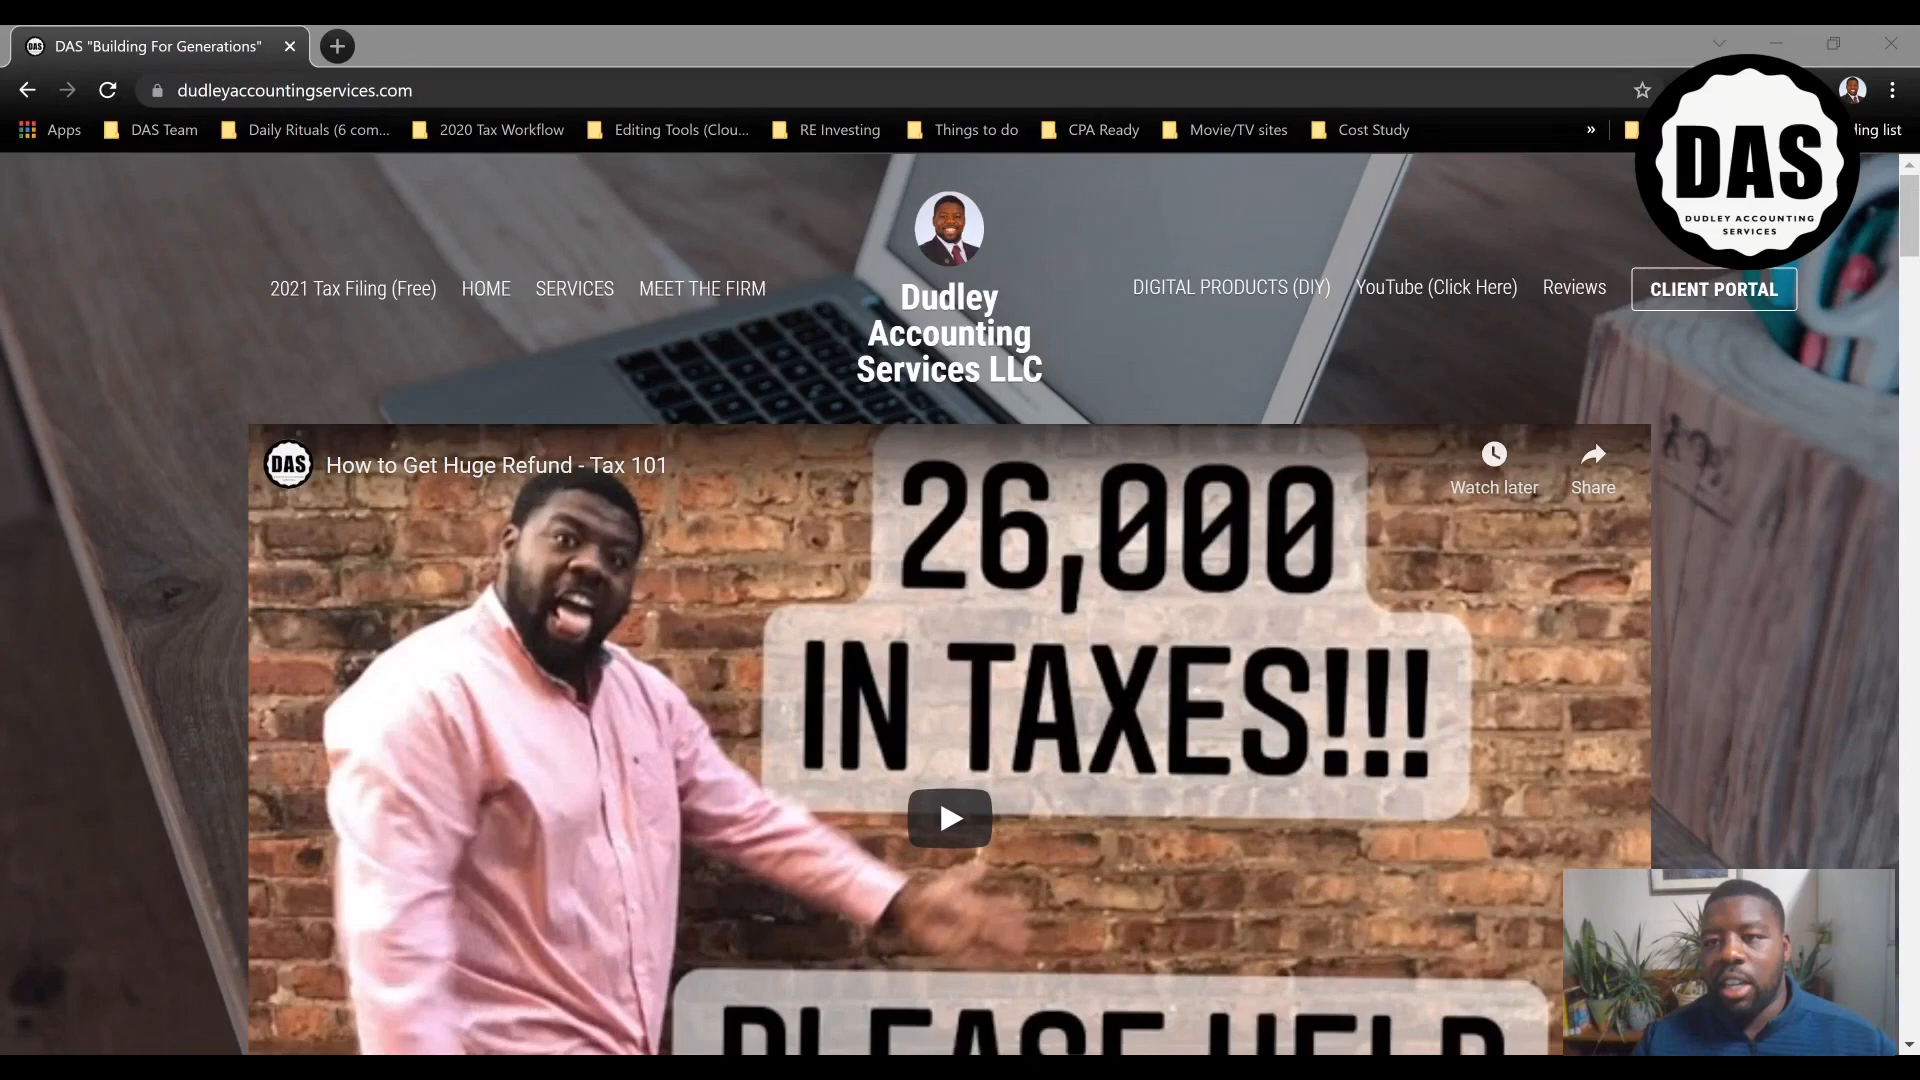 DAS "Building For Generations"
dudleyaccountingservices.com
Apps
DAS Team
Daily Rituals (6 com...
2020 Tax Workflow
Editing Tools (Clou...
RE Investing
Things to do
CPA Ready
Movie/TV sites
Cost Study
»
ding list
DAS
DUDLEY ACCOUNTING
SERVICES
2021 Tax Filing (Free)
HOME
SERVICES
MEET THE FIRM
Dudley
Accounting
Services LLC
DIGITAL PRODUCTS (DIY)
YouTube (Click Here)
Reviews
CLIENT PORTAL
DAS
How to Get Huge Refund - Tax 101
Watch later
Share
26,000
IN TAXES!!!
PLEASE HELP